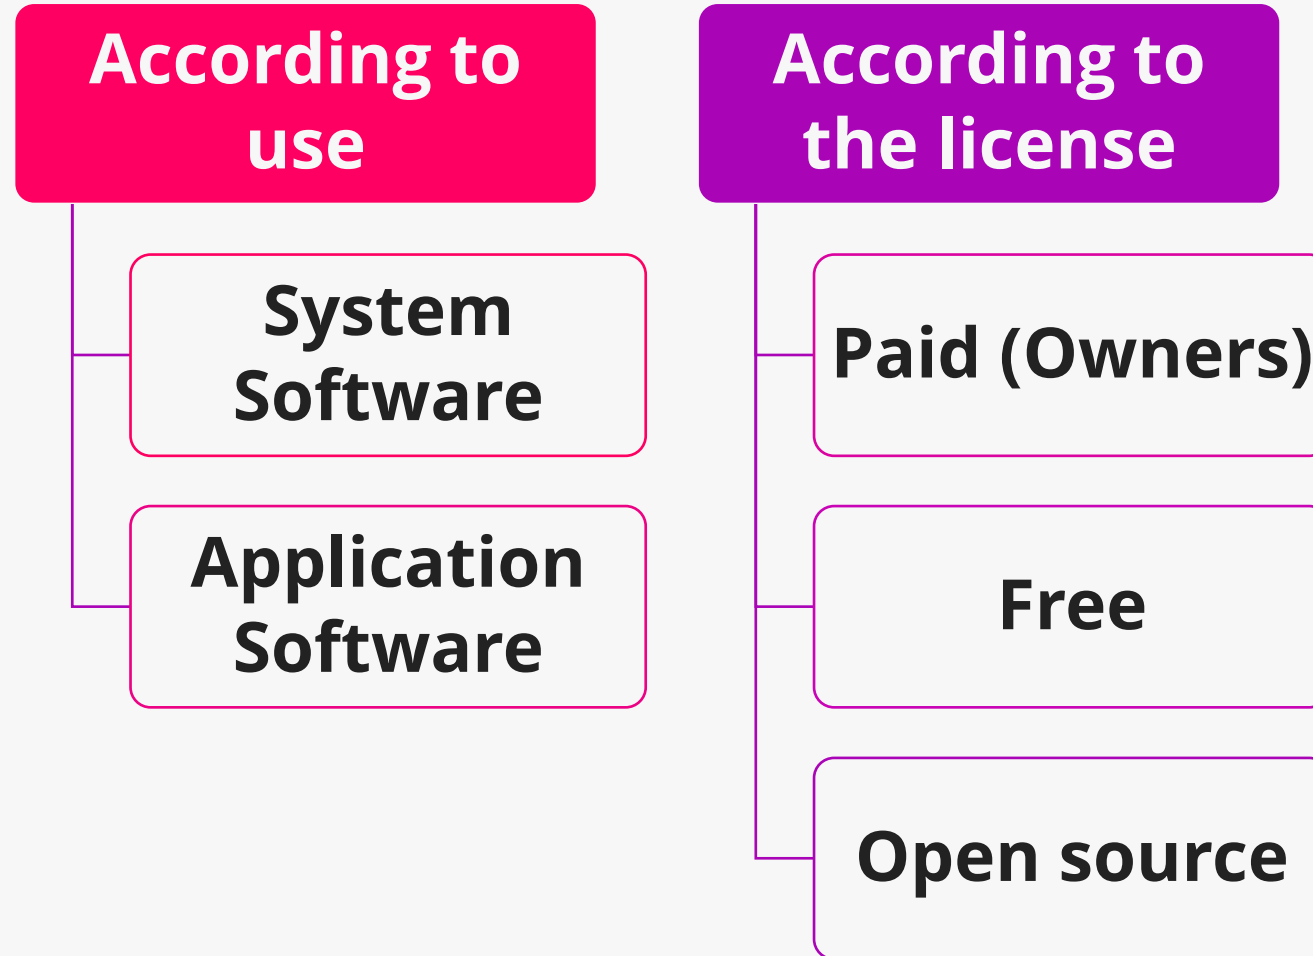 According to
use
System
Software
Application
Software
According to
the license
Paid (Owners)
Free
Open source